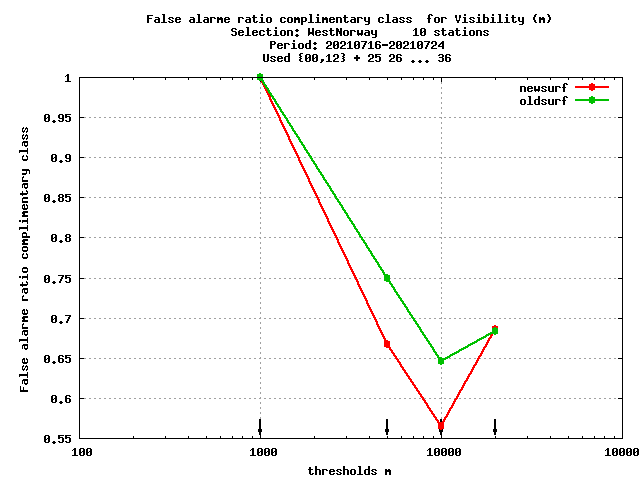 False alarme ratio complimentary class  for Visibility (m)
Selection: WestNorway     10 stations
Period: 20210716-20210724
Used {00,12} + 25 26 ... 36
newsurf
oldsurf
False alarme ratio complimentary class
1
0.95
0.9
0.85
0.8
0.75
0.7
0.65
0.6
0.55
100
1000
10000
10000
thresholds m